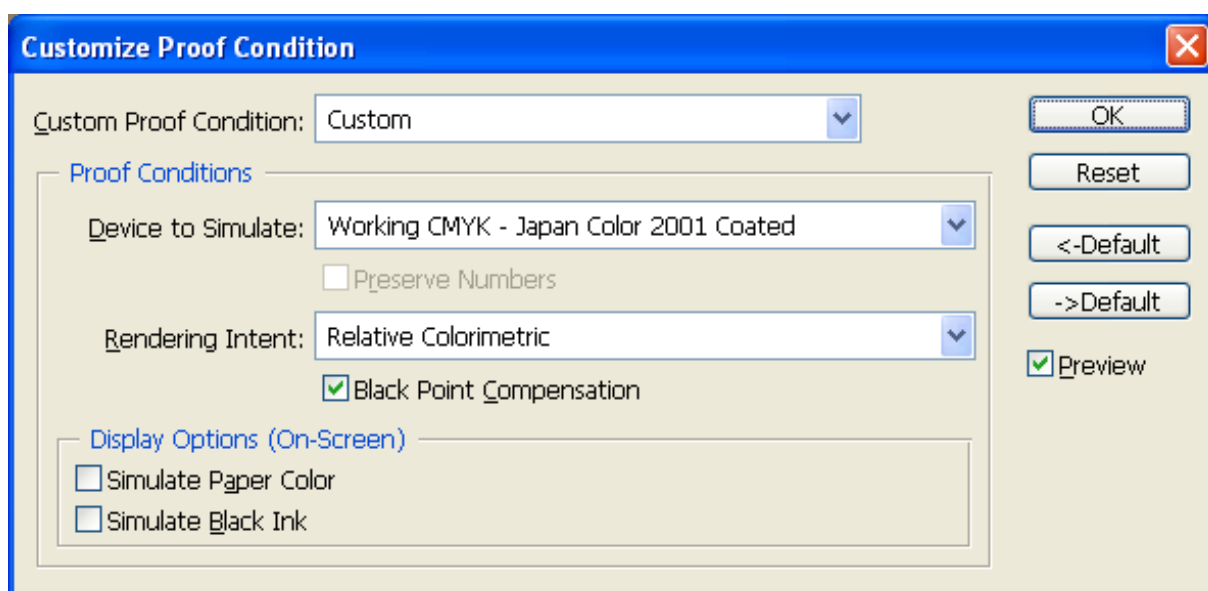 Customize Proof Condition
Custom Proof Condition: Custom
OK
Proof Conditions
Reset
Device to Simulate: Working CMYK - Japan Color 2001 Coated
<-Default
Preserve Numbers
->Default
Rendering Intent: Relative Colorimetric
Preview
Black Point Compensation
Display Options (On-Screen)
Simulate Paper Color
Simulate Black Ink